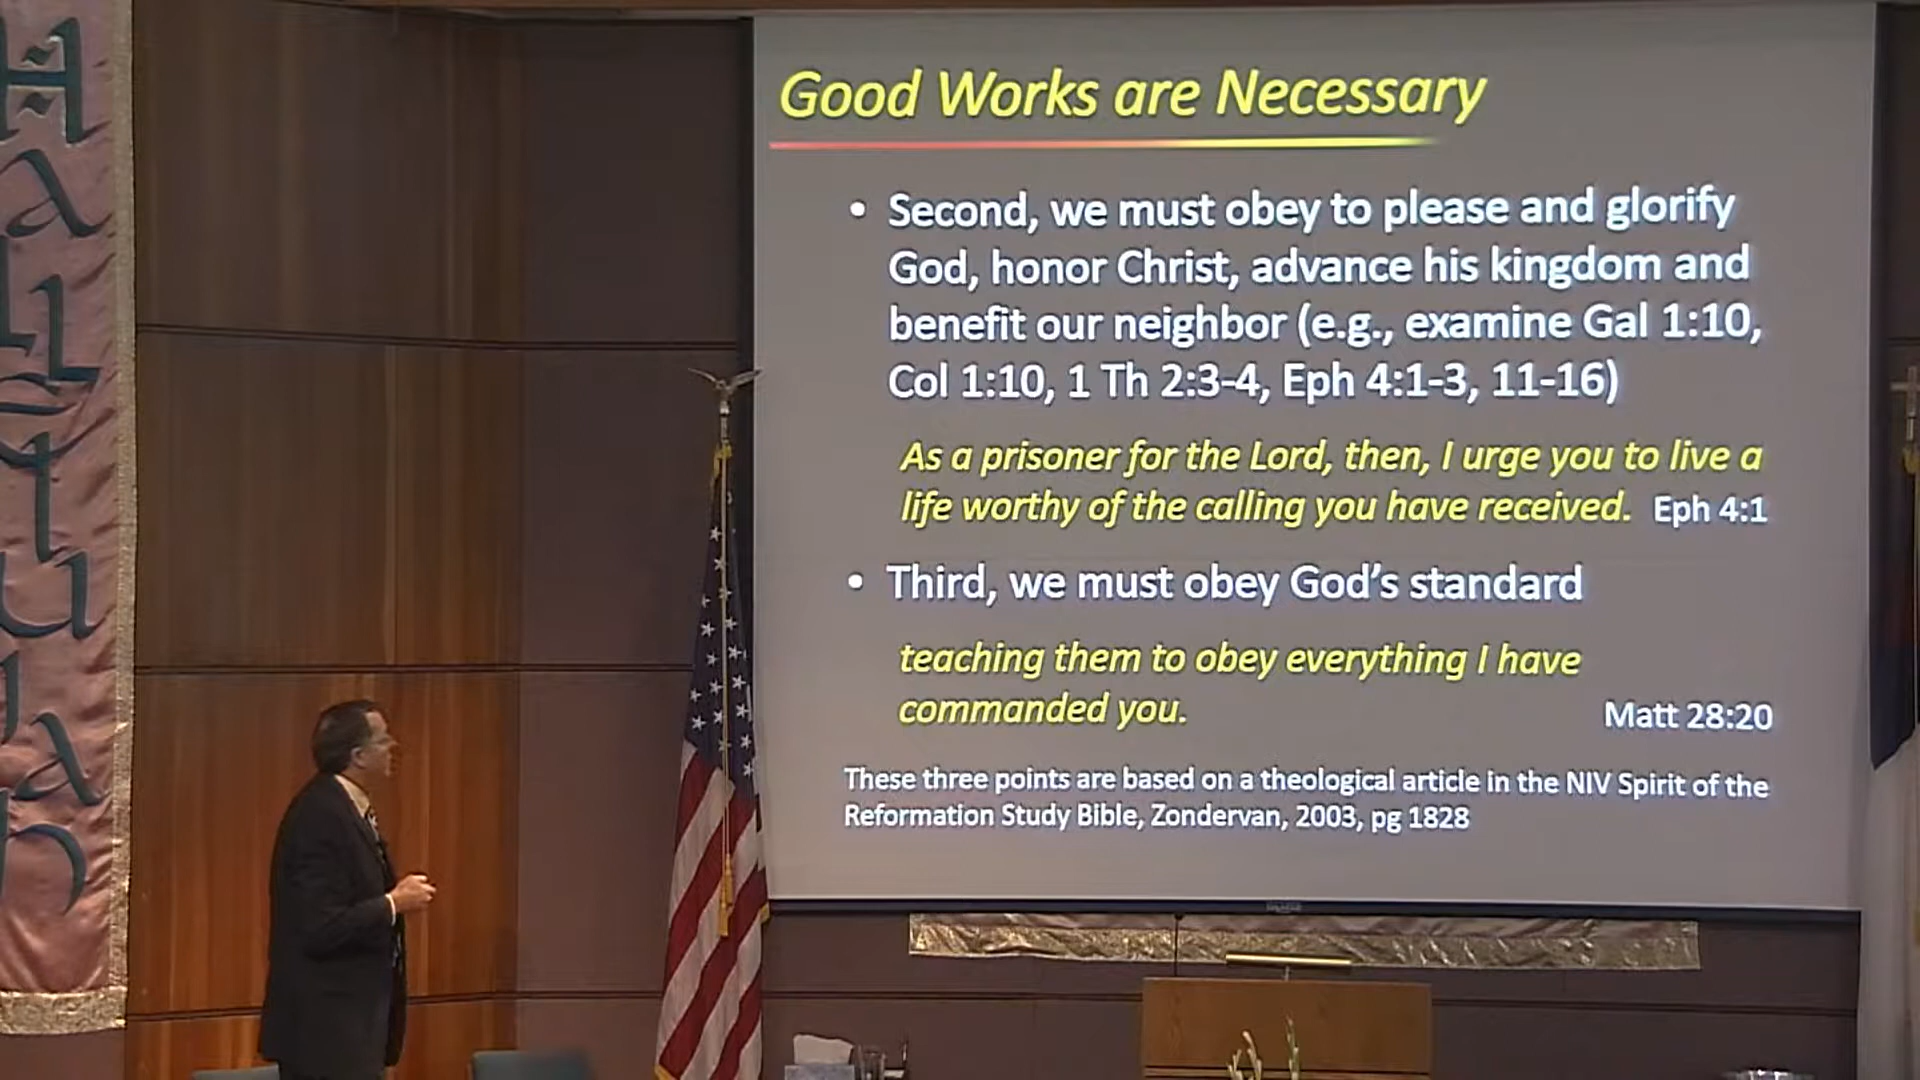 Hallelujah
Good Works are Necessary
• Second, we must obey to please and glorify
God, honor Christ, advance his kingdom and
benefit our neighbor (e.g., examine Gal 1:10,
Col 1:10, 1 Th 2:3-4, Eph 4:1-3, 11-16)
As a prisoner for the Lord, then, I urge you to live a
life worthy of the calling you have received. Eph 4:1
• Third, we must obey God's standard
teaching them to obey everything I have
commanded you. Matt 28:20
These three points are based on a theological article in the NIV Spirit of the
Reformation Study Bible, Zondervan, 2003, pg 1828